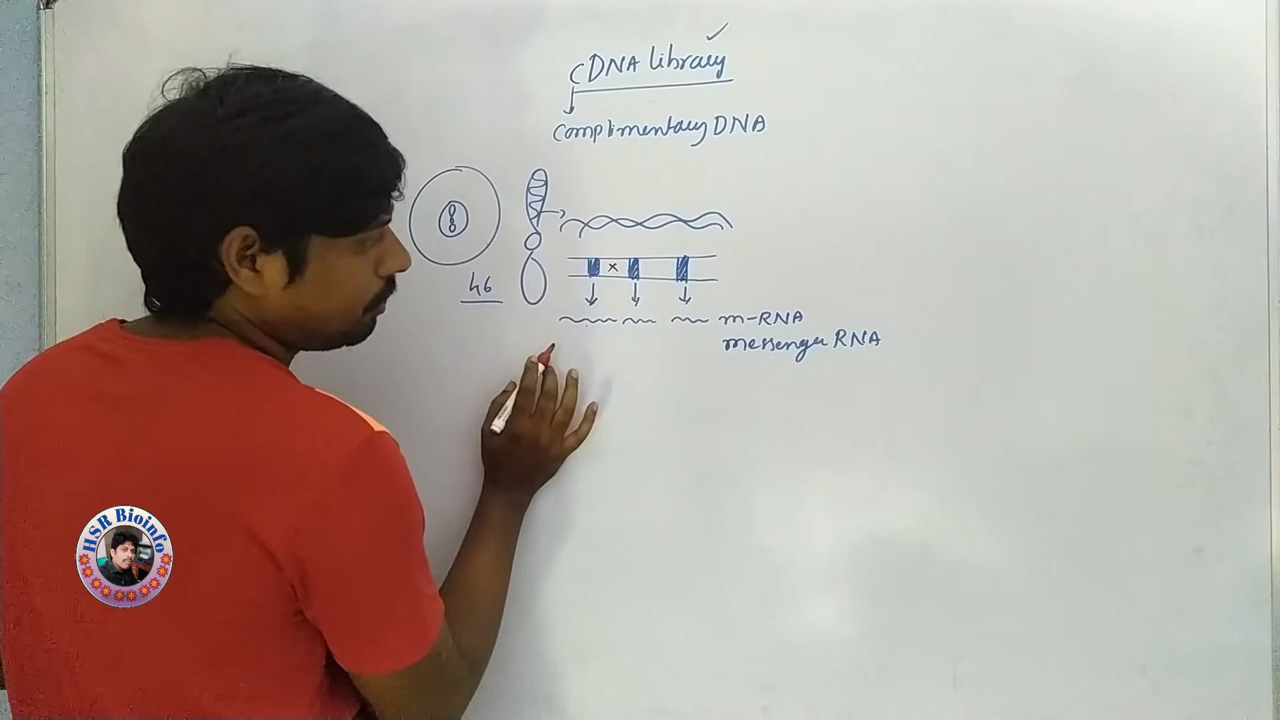 cDNA library
complimentary DNA
46
x
m-RNA
messenger RNA
HSR Bioinfo